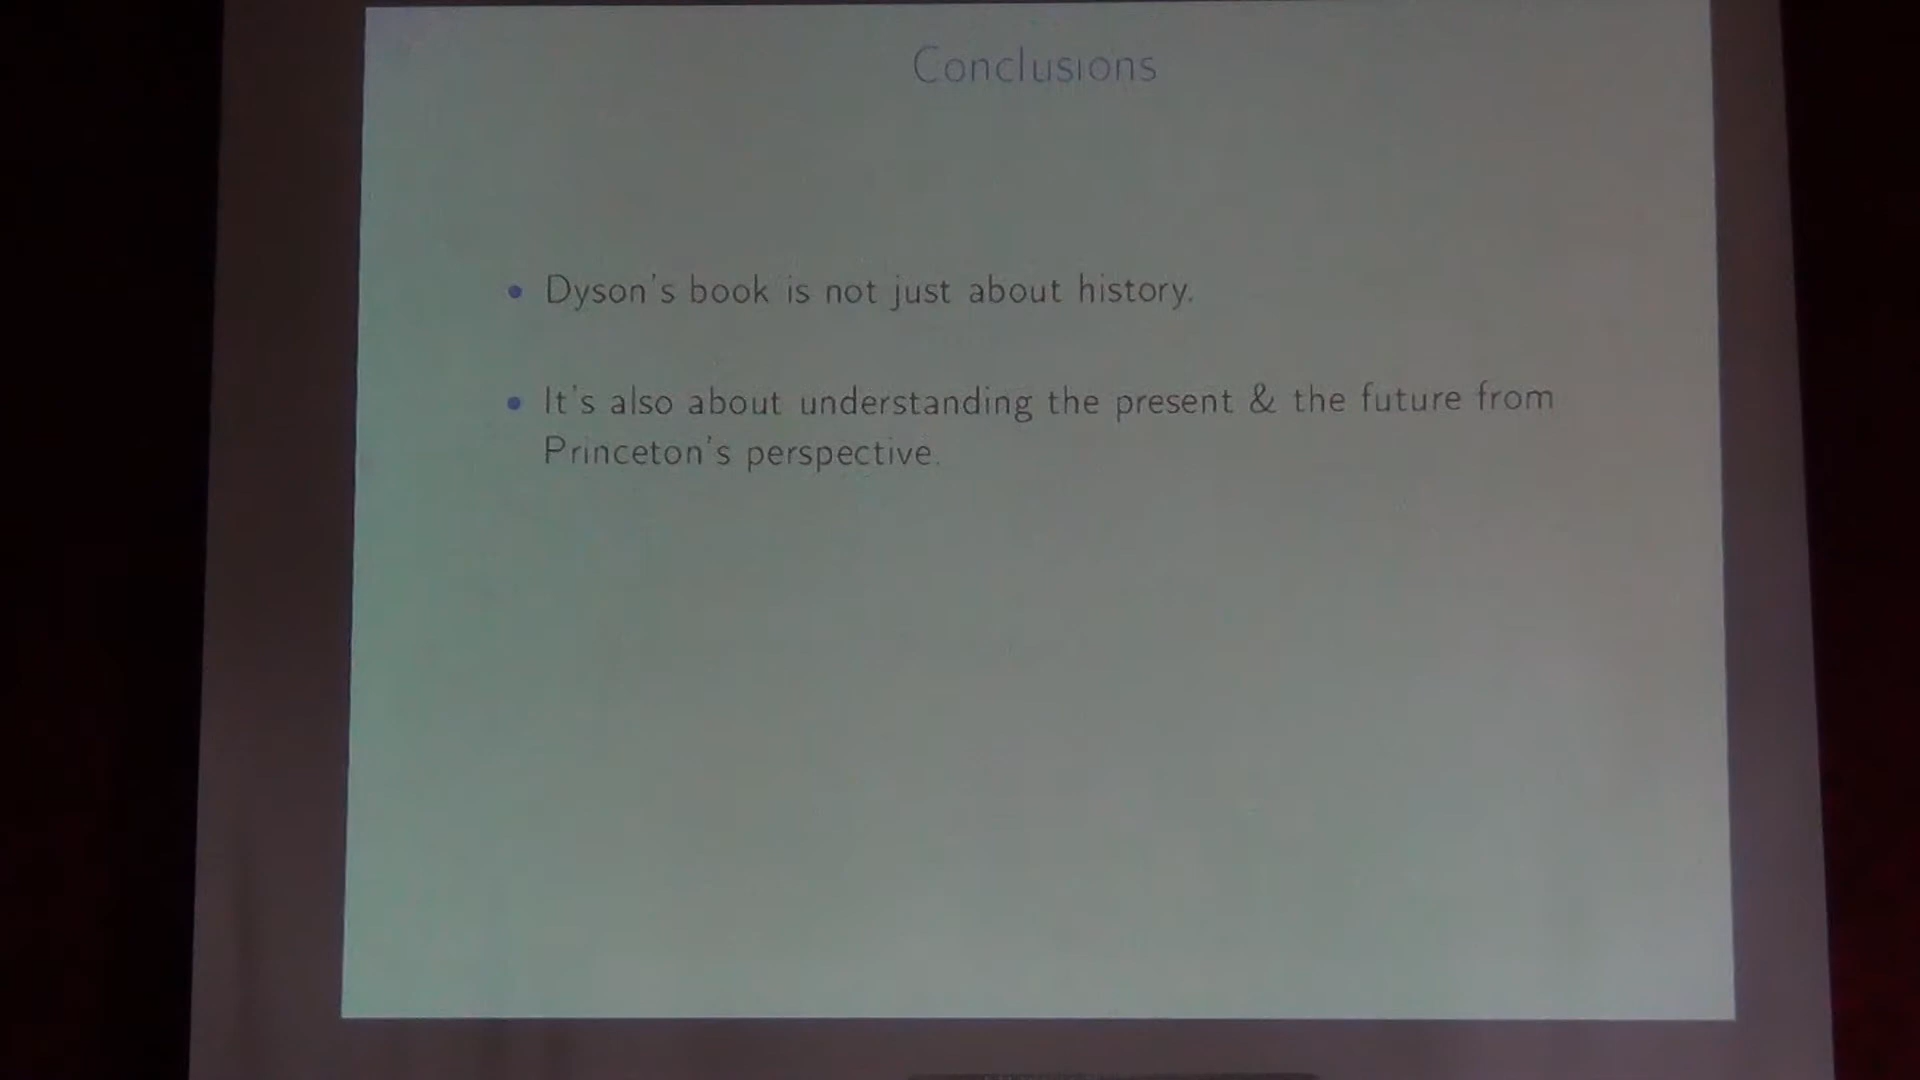 Conclusions
• Dyson's book is not just about history.
• It's also about understanding the present & the future from
Princeton's perspective.